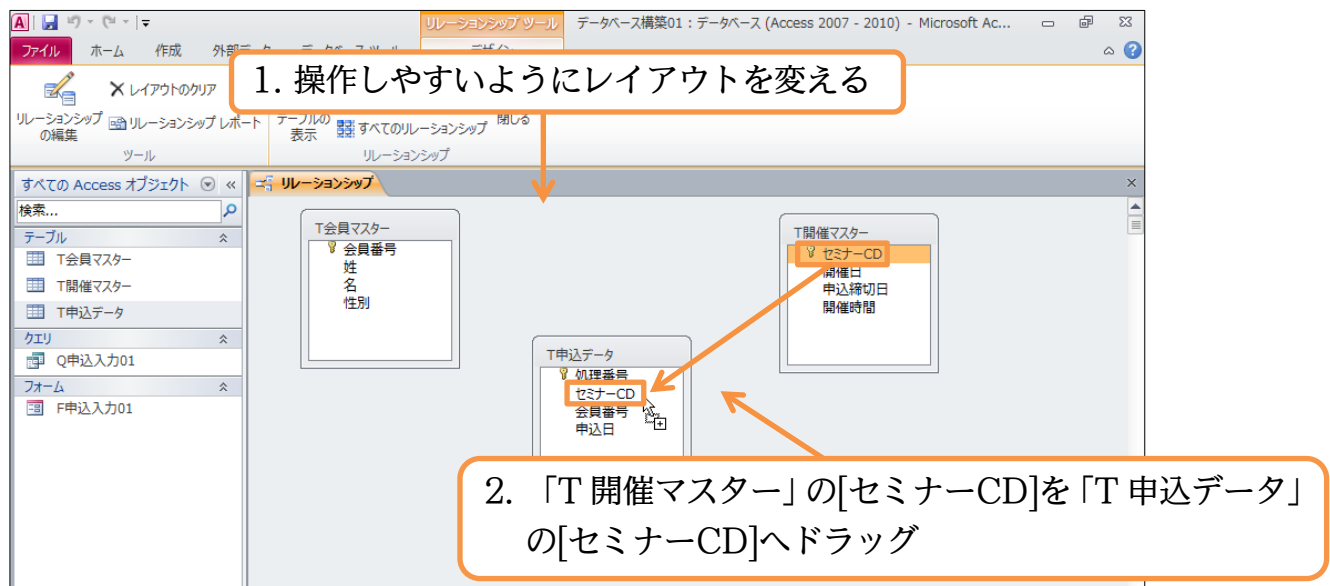 リレーションシップ ツール
データベース構築01 : データベース (Access 2007 - 2010) - Microsoft Ac...
ファイル ホーム 作成 外部データ データベース ツール デザイン
1. 操作しやすいようにレイアウトを変える
レイアウトのクリア
リレーションシップ
の編集
リレーションシップ レポート
テーブルの
表示
すべてのリレーションシップ
閉じる
ツール
リレーションシップ
すべての Access オブジェクト
リレーションシップ
検索...
テーブル
T会員マスター
T開催マスター
T申込データ
クエリ
Q申込入力01
フォーム
F申込入力01
T会員マスター
会員番号
姓
名
性別
T開催マスター
セミナーCD
開催日
申込締切日
開催時間
T申込データ
処理番号
セミナーCD
会員番号
申込日
2. 「T 開催マスター」の[セミナーCD]を「T 申込データ」
の[セミナーCD]へドラッグ